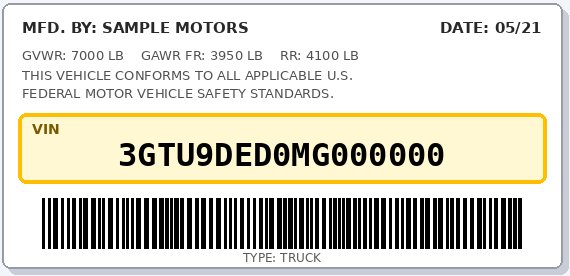 MFD. BY: SAMPLE MOTORS DATE: 05/21
GVWR: 7000 LB GAWR FR: 3950 LB RR: 4100 LB
THIS VEHICLE CONFORMS TO ALL APPLICABLE U.S.
FEDERAL MOTOR VEHICLE SAFETY STANDARDS.
VIN
3GTU9DED0MG000000
TYPE: TRUCK